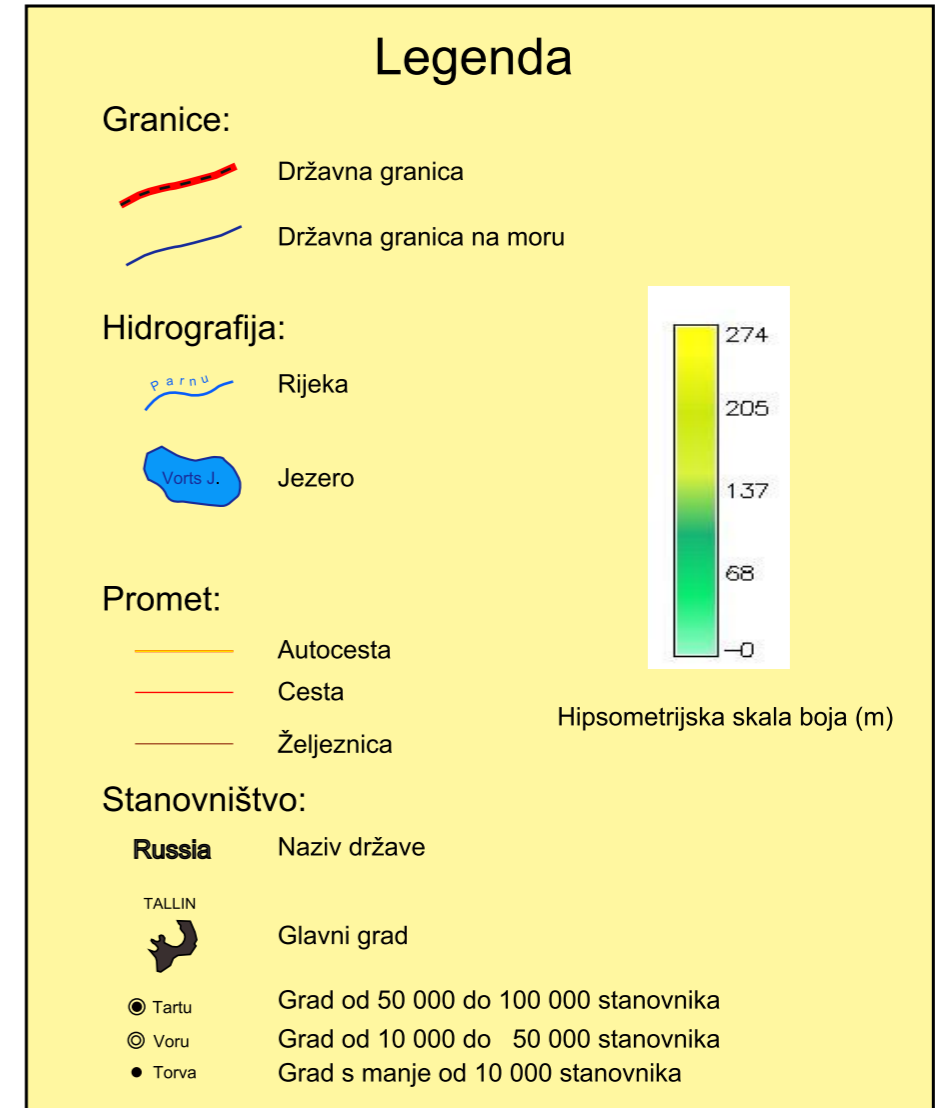 Legenda
Granice:
Državna granica
Državna granica na moru
Hidrografija:
Parnu
Rijeka
Vorts J.
Jezero
274
205
137
68
−0
Hipsometrijska skala boja (m)
Promet:
Autocesta
Cesta
Željeznica
Stanovništvo:
Russia Naziv države
TALLIN
Glavni grad
Tartu Grad od 50 000 do 100 000 stanovnika
Voru Grad od 10 000 do 50 000 stanovnika
Torva Grad s manje od 10 000 stanovnika